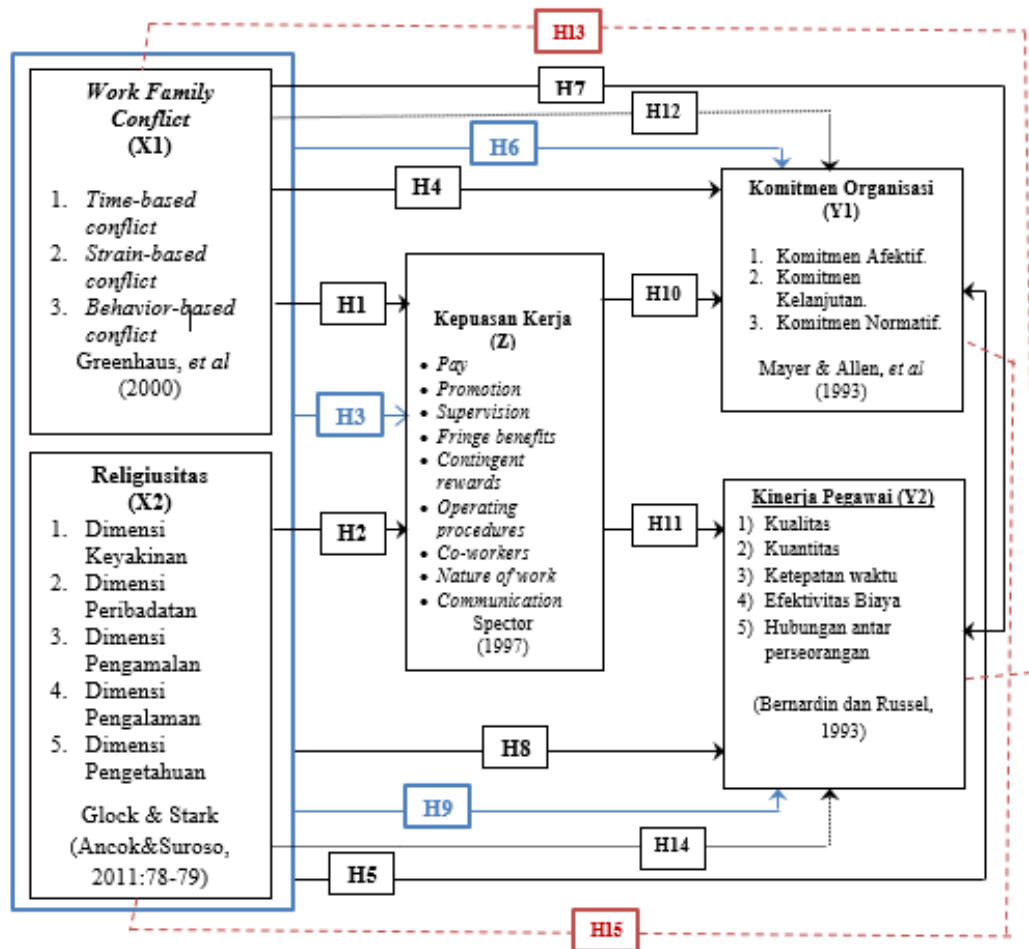 H13
Work Family
Conflict
(X1)
1. Time-based
conflict
2. Strain-based
conflict
3. Behavior-based
conflict
Greenhaus, et al
(2000)
Religiusitas
(X2)
1. Dimensi
Keyakinan
2. Dimensi
Peribadatan
3. Dimensi
Pengamalan
4. Dimensi
Pengalaman
5. Dimensi
Pengetahuan
Glock & Stark
(Ancok&Suroso,
2011:78-79)
H7
H12
H6
H4
H1
H3
H2
Kepuasan Kerja
(Z)
• Pay
• Promotion
• Supervision
• Fringe benefits
• Contingent
rewards
• Operating
procedures
• Co-workers
• Nature of work
• Communication
Spector
(1997)
H10
H11
Komitmen Organisasi
(Y1)
1. Komitmen Afektif.
2. Komitmen
Kelanjutan.
3. Komitmen Normatif.
Mayer & Allen, et al
(1993)
Kinerja Pegawai (Y2)
1) Kualitas
2) Kuantitas
3) Ketepatan waktu
4) Efektivitas Biaya
5) Hubungan antar
perseorangan
(Bernardin dan Russel,
1993)
H8
H9
H14
H5
H15